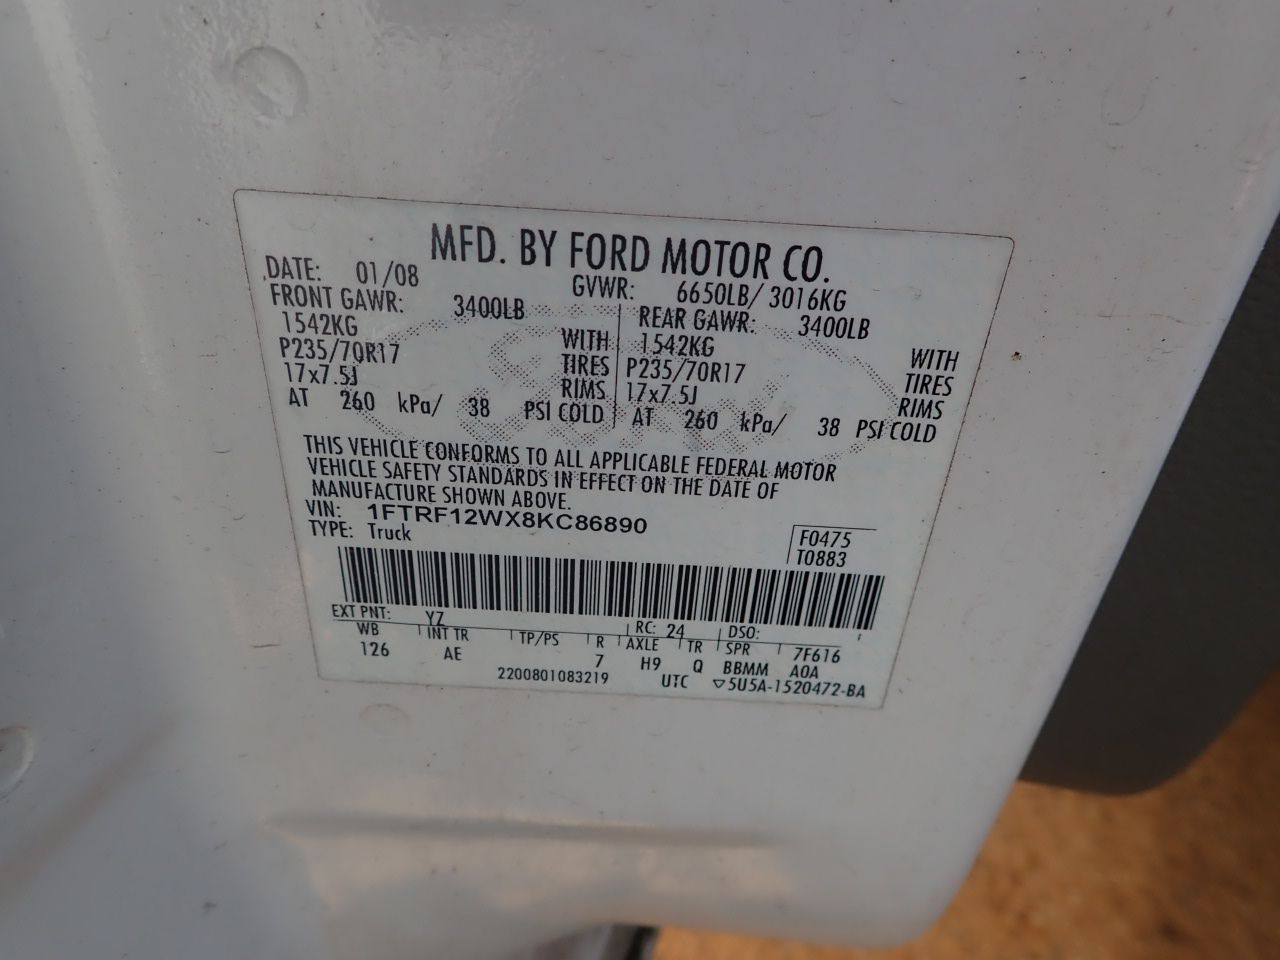 MFD. BY FORD MOTOR CO.
DATE: 01/08 GVWR: 6650LB/ 3016KG
FRONT GAWR: 3400LB REAR GAWR: 3400LB
1542KG WITH 1542KG WITH
P235/70R17 TIRES P235/70R17 TIRES
17x7.5J RIMS 17x7.5J RIMS
AT 260 kPa/ 38 PSI COLD AT 260 kPa/ 38 PSI COLD
THIS VEHICLE CONFORMS TO ALL APPLICABLE FEDERAL MOTOR
VEHICLE SAFETY STANDARDS IN EFFECT ON THE DATE OF
MANUFACTURE SHOWN ABOVE.
VIN: 1FTRF12WX8KC86890
TYPE: Truck
F0475
T0883
EXT PNT: YZ RC: 24 DSO:
WB INT TR TP/PS R AXLE TR SPR 7F616
126 AE 7 H9 Q BBMM A0A
2200801083219 UTC ▽5U5A-1520472-BA